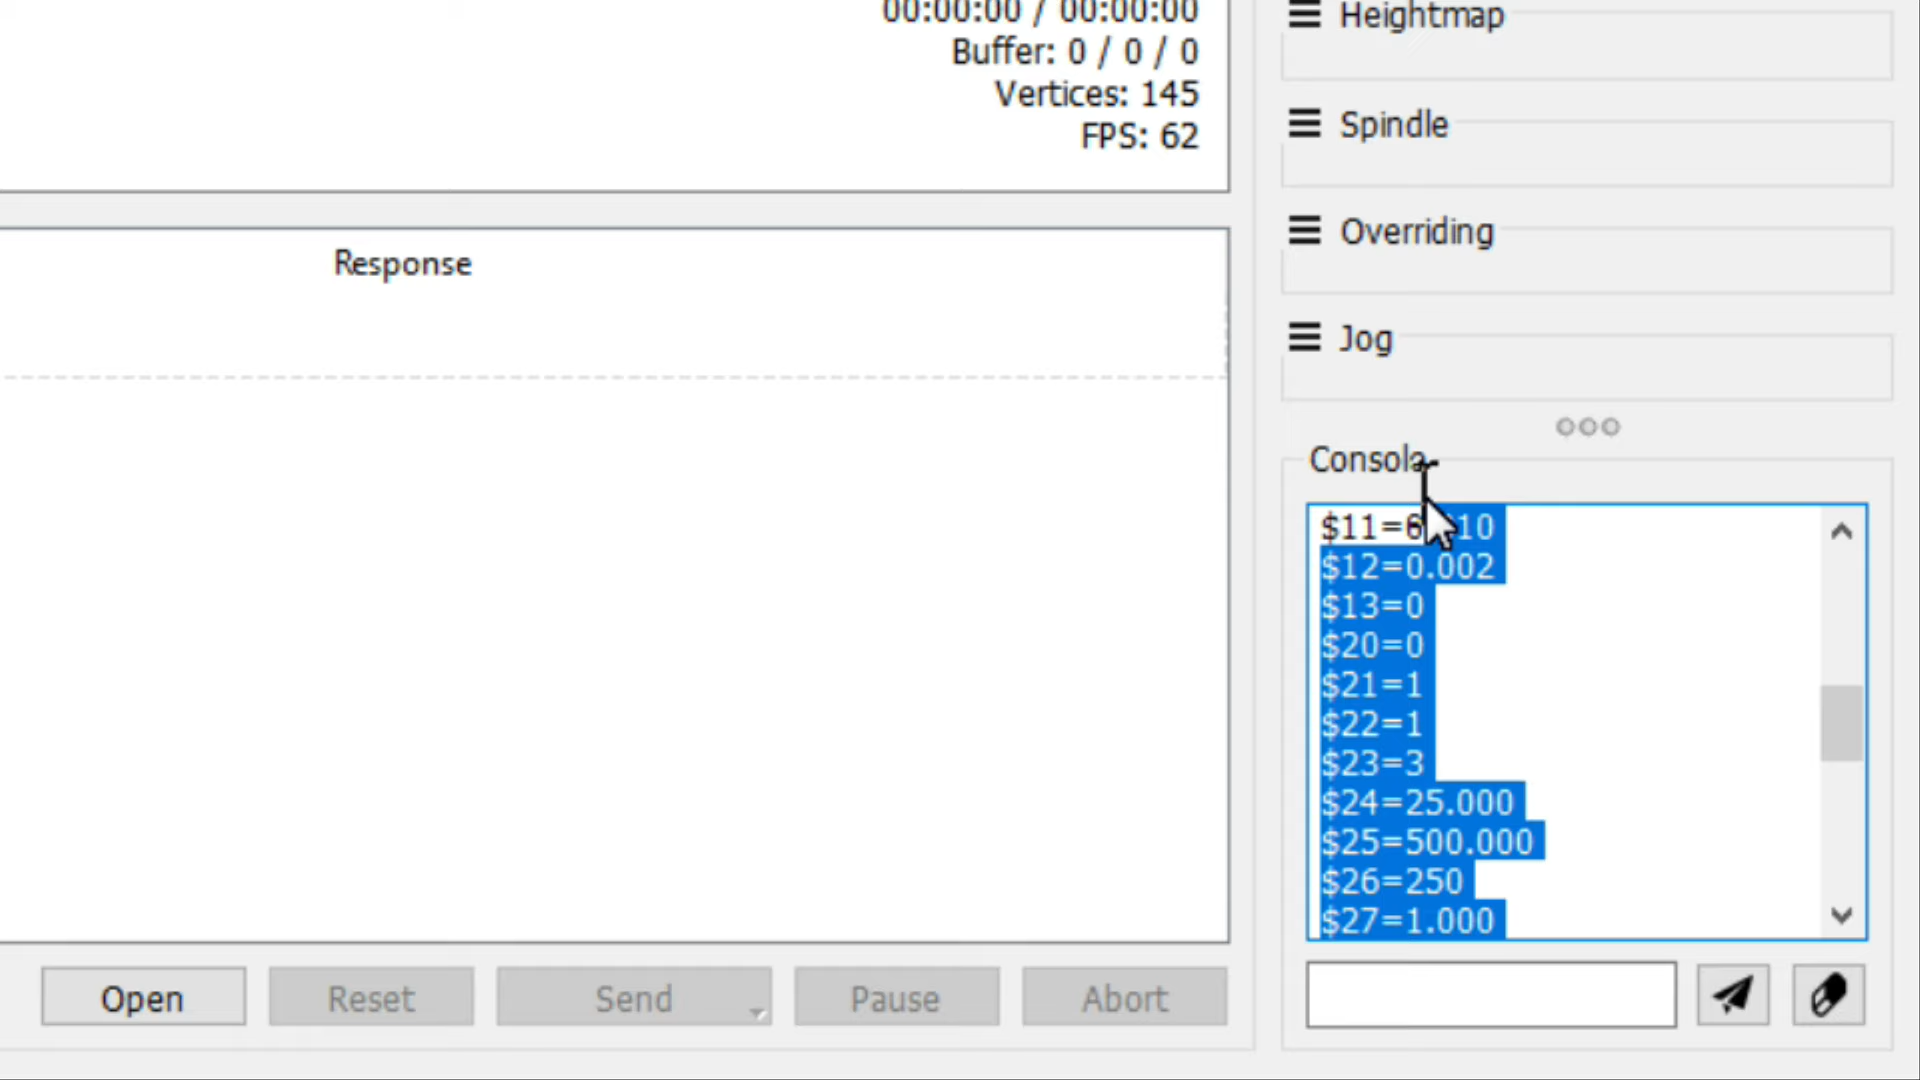 00:00:00 / 00:00:00
Buffer: 0 / 0 / 0
Vertices: 145
FPS: 62
Response
Open
Reset
Send
Pause
Abort
Heightmap
Spindle
Overriding
Jog
Console
$12=0.002
$13=0
$20=0
$21=1
$22=1
$23=3
$24=25.000
$25=500.000
$26=250
$27=1.000